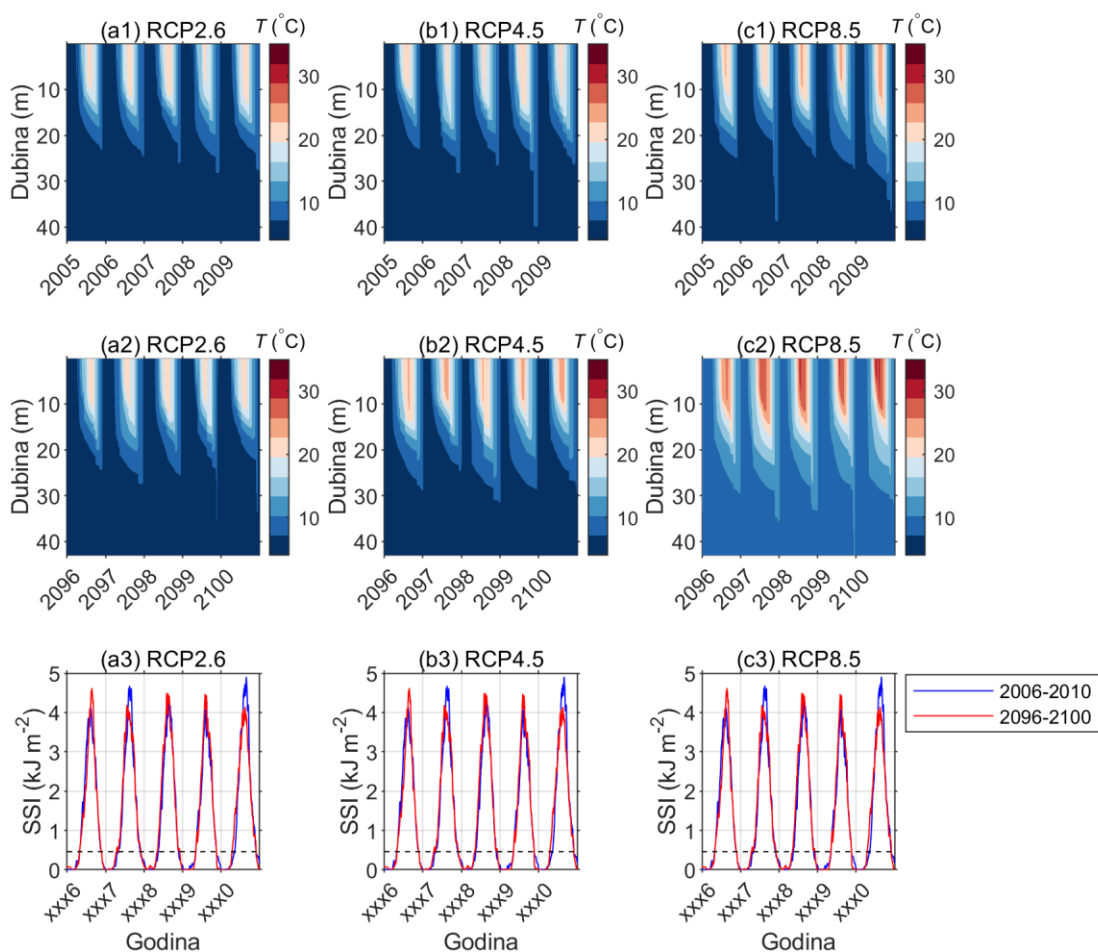 (a1) RCP2.6 T (°C) (b1) RCP4.5 T (°C) (c1) RCP8.5 T (°C)
Dubina (m) 10 20 30 40 30 20 10 Dubina (m) 10 20 30 40 30 20 10 Dubina (m) 10 20 30 40 30 20 10
2005 2006 2007 2008 2009 2005 2006 2007 2008 2009 2005 2006 2007 2008 2009
(a2) RCP2.6 T (°C) (b2) RCP4.5 T (°C) (c2) RCP8.5 T (°C)
Dubina (m) 10 20 30 40 30 20 10 Dubina (m) 10 20 30 40 30 20 10 Dubina (m) 10 20 30 40 30 20 10
2096 2097 2098 2099 2100 2096 2097 2098 2099 2100 2096 2097 2098 2099 2100
(a3) RCP2.6 (b3) RCP4.5 (c3) RCP8.5
SSI (kJ m⁻²) 5 4 3 2 1 0 SSI (kJ m⁻²) 5 4 3 2 1 0 SSI (kJ m⁻²) 5 4 3 2 1 0
2006-2010
2096-2100
xxx6 xxx7 xxx8 xxx9 xxx0 xxx6 xxx7 xxx8 xxx9 xxx0 xxx6 xxx7 xxx8 xxx9 xxx0
Godina Godina Godina